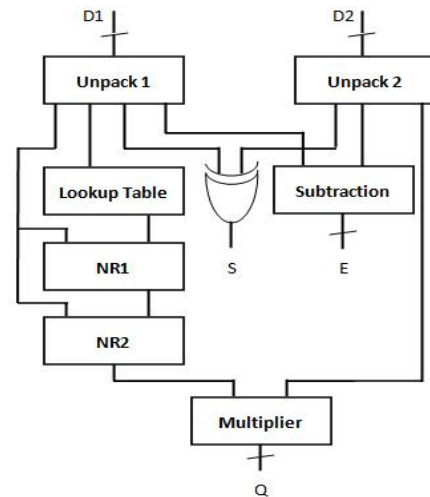 D1
D2
Unpack 1
Unpack 2
Lookup Table
Subtraction
NR1
S
E
NR2
Multiplier
Q